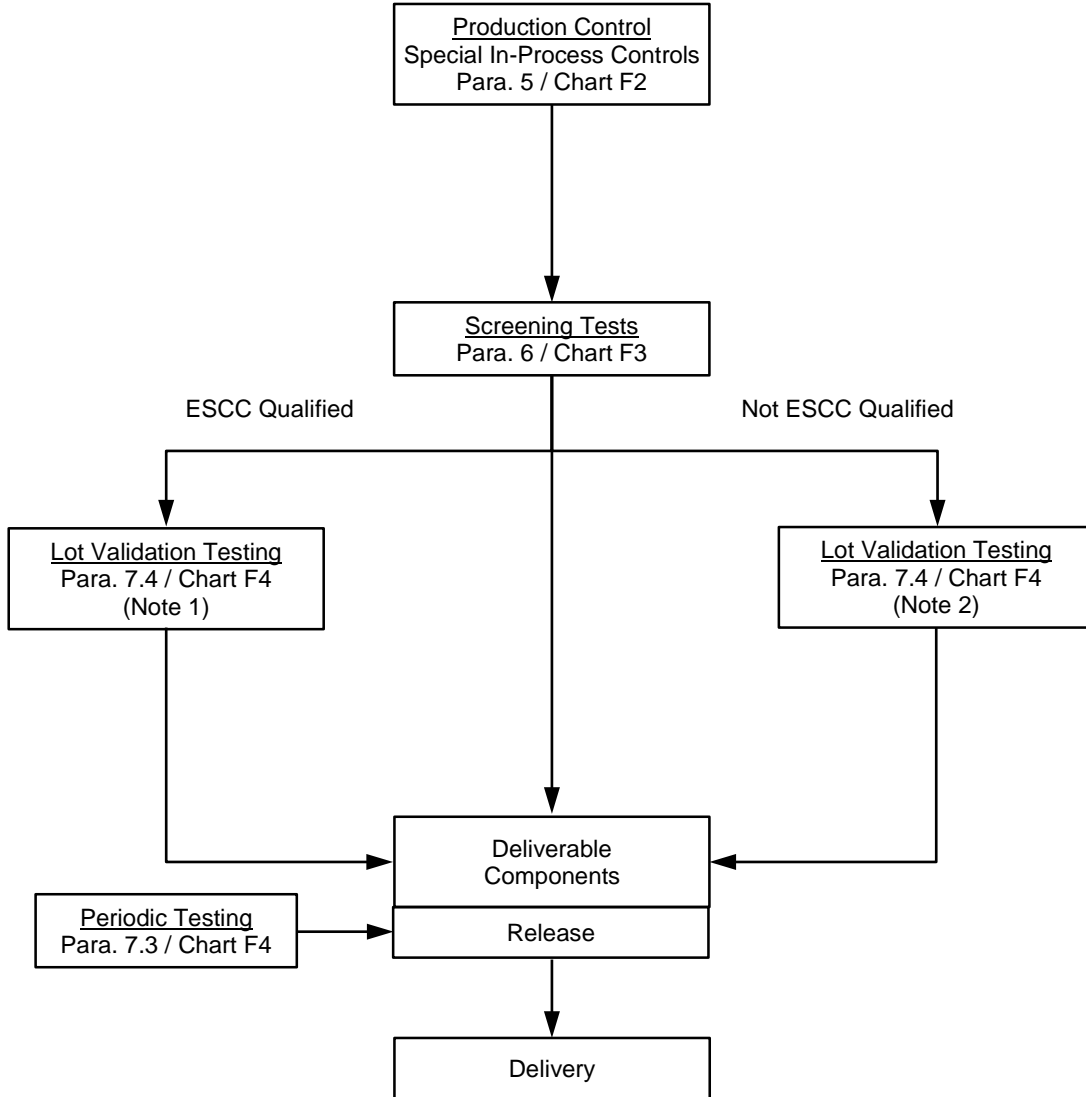 Production Control
Special In-Process Controls
Para. 5 / Chart F2
Screening Tests
Para. 6 / Chart F3
ESCC Qualified
Not ESCC Qualified
Lot Validation Testing
Para. 7.4 / Chart F4
(Note 1)
Lot Validation Testing
Para. 7.4 / Chart F4
(Note 2)
Deliverable
Components
Periodic Testing
Para. 7.3 / Chart F4
Release
Delivery